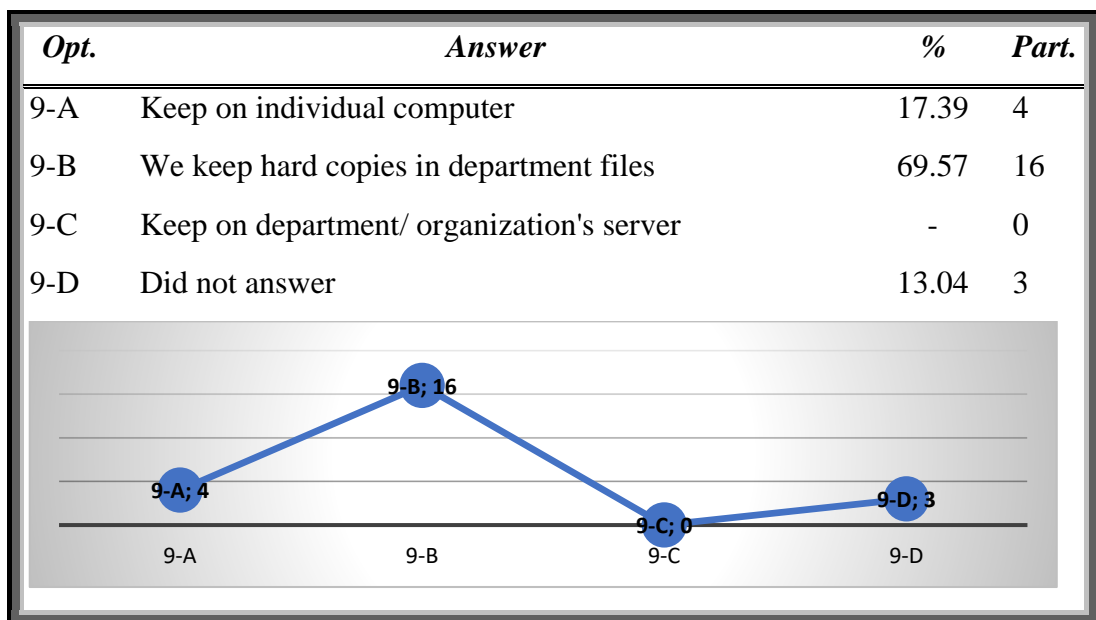 Opt. Answer % Part.
9-A Keep on individual computer 17.39 4
9-B We keep hard copies in department files 69.57 16
9-C Keep on department/ organization's server - 0
9-D Did not answer 13.04 3
9-B; 16
9-A; 4
9-D; 3
9-C; 0
9-A 9-B 9-C 9-D